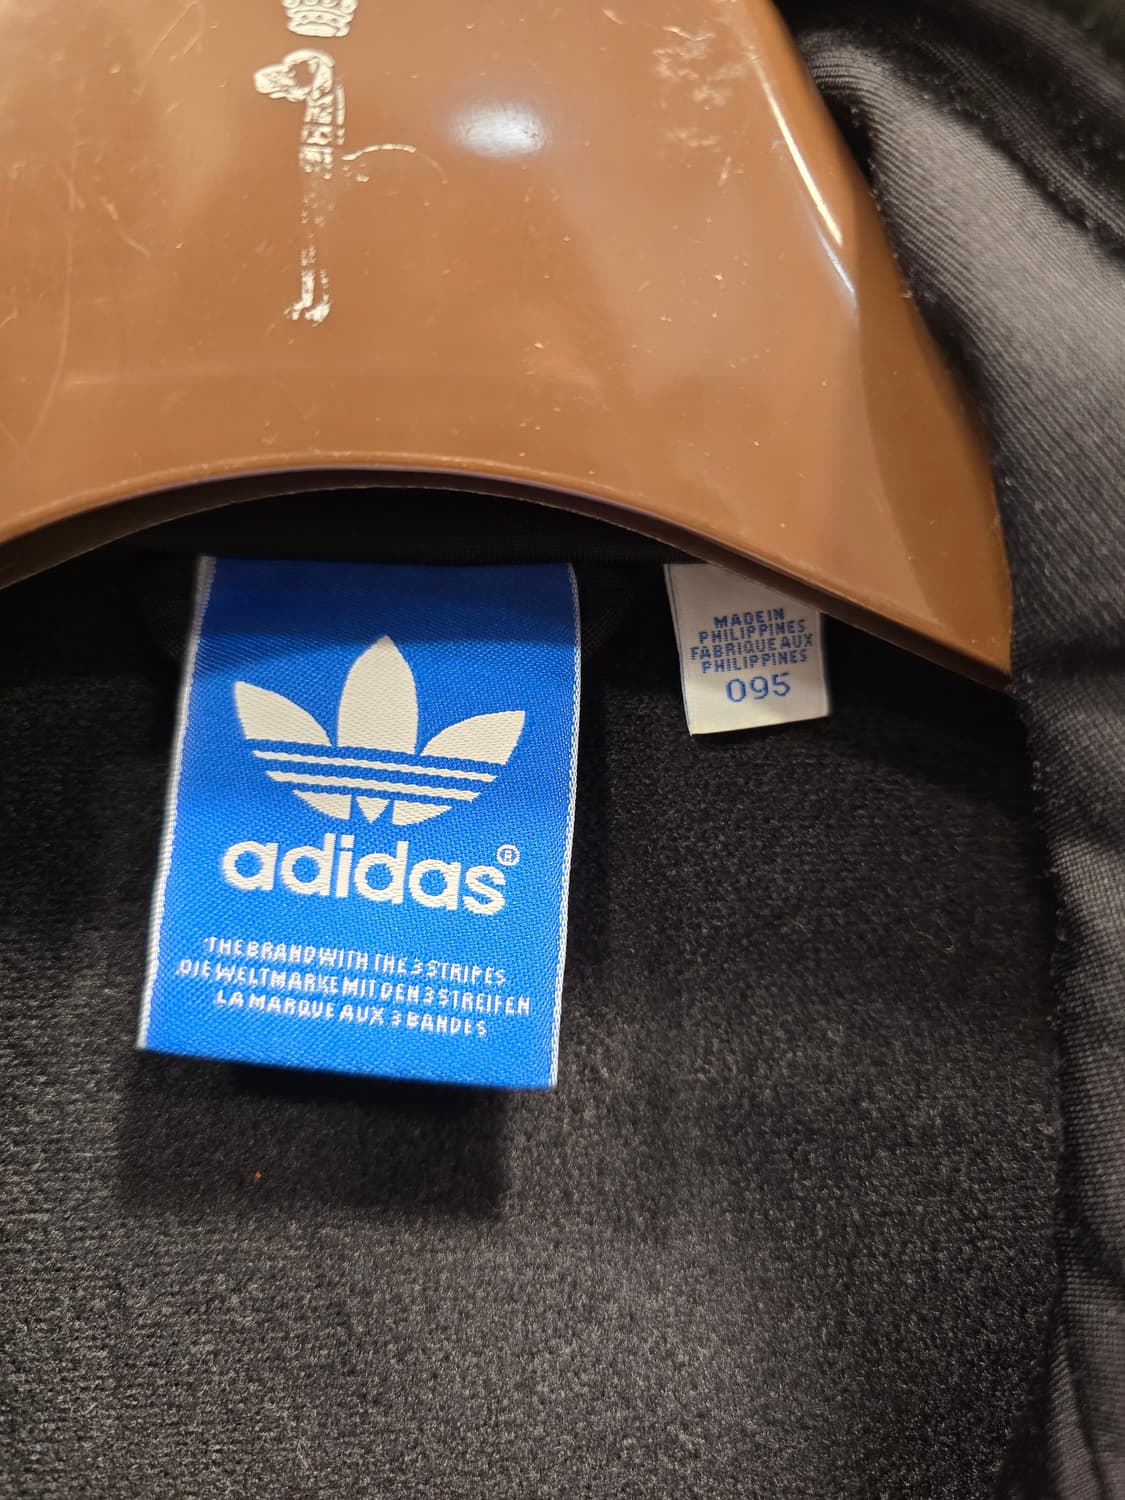 adidas®
THE BRAND WITH THE 3 STRIPES
DIE WELTMARKE MIT DEN 3 STREIFEN
LA MARQUE AUX 3 BANDES
MADE IN
PHILIPPINES
FABRIQUE AUX
PHILIPPINES
095